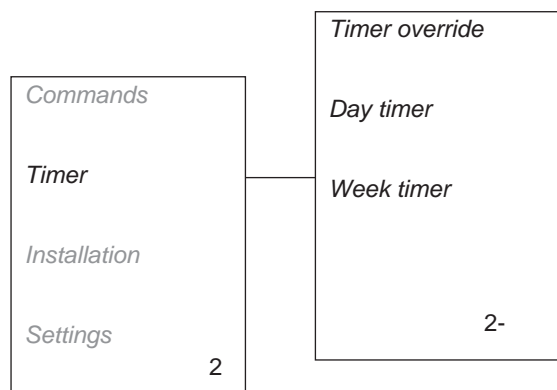 Commands
Timer
Installation
Settings
2
Timer override
Day timer
Week timer
2-